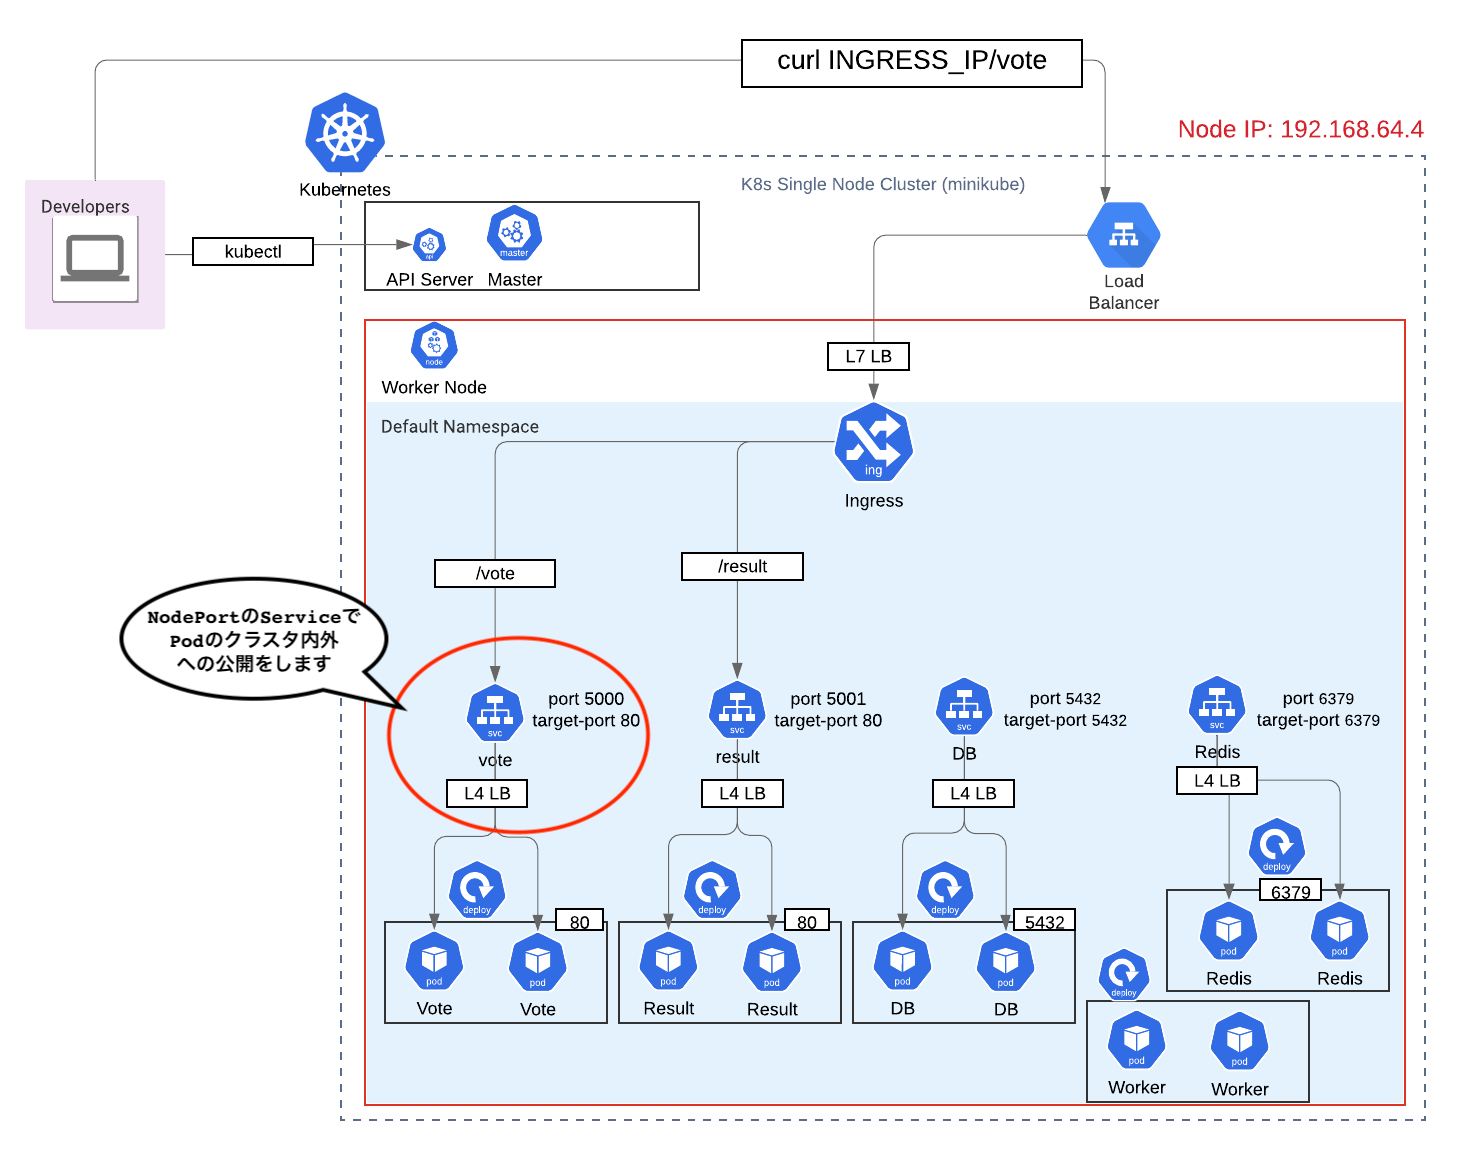 curl INGRESS_IP/vote
Node IP: 192.168.64.4
Kubernetes
K8s Single Node Cluster (minikube)
Developers
kubectl
api
API Server
master
Master
Load
Balancer
node
Worker Node
L7 LB
Default Namespace
ing
Ingress
/vote
/result
NodePortのServiceで
Podのクラスタ内外
への公開をします
svc
vote
port 5000
target-port 80
L4 LB
svc
result
port 5001
target-port 80
L4 LB
svc
DB
port 5432
target-port 5432
L4 LB
svc
Redis
port 6379
target-port 6379
L4 LB
deploy
80
pod
Vote
pod
Vote
deploy
80
pod
Result
pod
Result
deploy
5432
pod
DB
pod
DB
deploy
6379
pod
Redis
pod
Redis
deploy
pod
Worker
pod
Worker